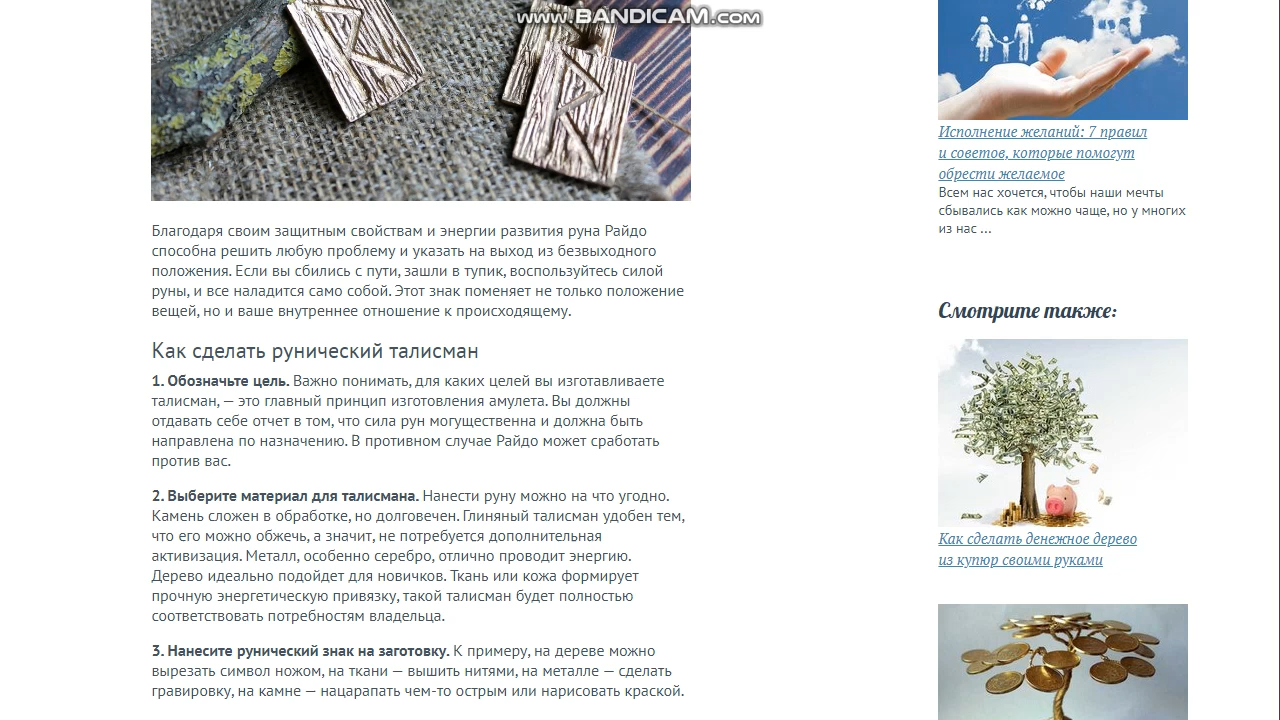 www.BANDICAM.com
Благодаря своим защитным свойствам и энергии развития руна Райдо
способна решить любую проблему и указать на выход из безвыходного
положения. Если вы сбились с пути, зашли в тупик, воспользуйтесь силой
руны, и все наладится само собой. Этот знак поменяет не только положение
вещей, но и ваше внутреннее отношение к происходящему.
Как сделать рунический талисман
1. Обозначьте цель. Важно понимать, для каких целей вы изготавливаете
талисман, — это главный принцип изготовления амулета. Вы должны
отдавать себе отчет в том, что сила рун могущественна и должна быть
направлена по назначению. В противном случае Райдо может сработать
против вас.
2. Выберите материал для талисмана. Нанести руну можно на что угодно.
Камень сложен в обработке, но долговечен. Глиняный талисман удобен тем,
что его можно обжечь, а значит, не потребуется дополнительная
активизация. Металл, особенно серебро, отлично проводит энергию.
Дерево идеально подойдет для новичков. Ткань или кожа формирует
прочную энергетическую привязку, такой талисман будет полностью
соответствовать потребностям владельца.
3. Нанесите рунический знак на заготовку. К примеру, на дереве можно
вырезать символ ножом, на ткани — вышить нитями, на металле — сделать
гравировку, на камне — нацарапать чем-то острым или нарисовать краской.
Исполнение желаний: 7 правил
и советов, которые помогут
обрести желаемое
Всем нас хочется, чтобы наши мечты
сбывались как можно чаще, но у многих
из нас ...
Смотрите также:
Как сделать денежное дерево
из купюр своими руками